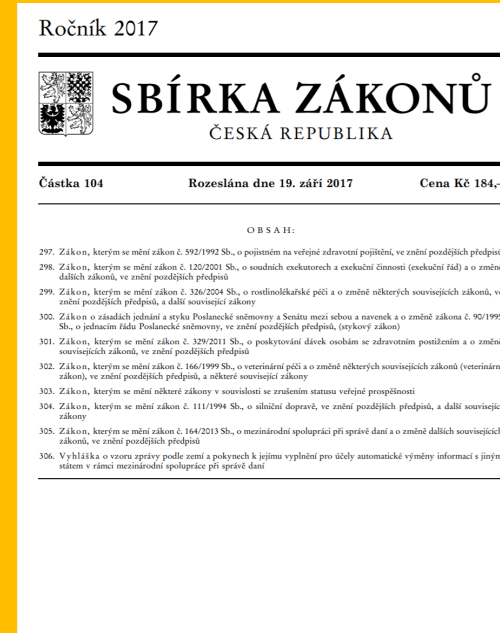 Ročník 2017
SBÍRKA ZÁKONŮ
ČESKÁ REPUBLIKA
Částka 104 Rozeslána dne 19. září 2017 Cena Kč 184,–
OBSAH:
297. Zákon, kterým se mění zákon č. 592/1992 Sb., o pojistném na veřejné zdravotní pojištění, ve znění pozdějších předpisů
298. Zákon, kterým se mění zákon č. 120/2001 Sb., o soudních exekutorech a exekuční činnosti (exekuční řád) a o změně
dalších zákonů, ve znění pozdějších předpisů
299. Zákon, kterým se mění zákon č. 326/2004 Sb., o rostlinolékařské péči a o změně některých souvisejících zákonů, ve
znění pozdějších předpisů, a další související zákony
300. Zákon o zásadách jednání a styku Poslanecké sněmovny a Senátu mezi sebou a navenek a o změně zákona č. 90/1995
Sb., o jednacím řádu Poslanecké sněmovny, ve znění pozdějších předpisů, (stykový zákon)
301. Zákon, kterým se mění zákon č. 329/2011 Sb., o poskytování dávek osobám se zdravotním postižením a o změně
souvisejících zákonů, ve znění pozdějších předpisů
302. Zákon, kterým se mění zákon č. 166/1999 Sb., o veterinární péči a o změně některých souvisejících zákonů (veterinárn
zákon), ve znění pozdějších předpisů, a některé související zákony
303. Zákon, kterým se mění některé zákony v souvislosti se zrušením statusu veřejné prospěšnosti
304. Zákon, kterým se mění zákon č. 111/1994 Sb., o silniční dopravě, ve znění pozdějších předpisů, a další souvisejíc
zákony
305. Zákon, kterým se mění zákon č. 164/2013 Sb., o mezinárodní spolupráci při správě daní a o změně dalších souvisejících
zákonů, ve znění pozdějších předpisů
306. Vyhláška o vzoru zprávy podle zemí a pokynech k jejímu vyplnění pro účely automatické výměny informací s jiným
státem v rámci mezinárodní spolupráce při správě daní